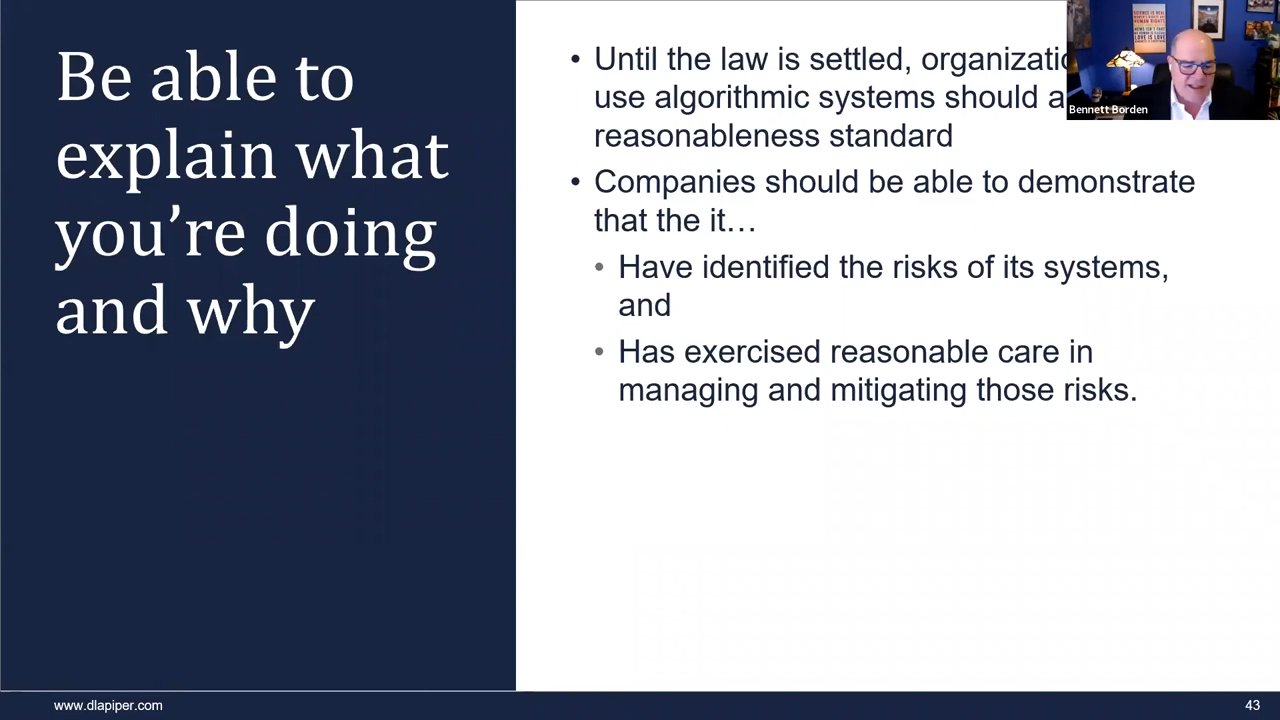 Be able to
explain what
you’re doing
and why
• Until the law is settled, organizatio
use algorithmic systems should a
reasonableness standard
• Companies should be able to demonstrate
that the it…
• Have identified the risks of its systems,
and
• Has exercised reasonable care in
managing and mitigating those risks.
Bennett Borden
www.dlapiper.com
43